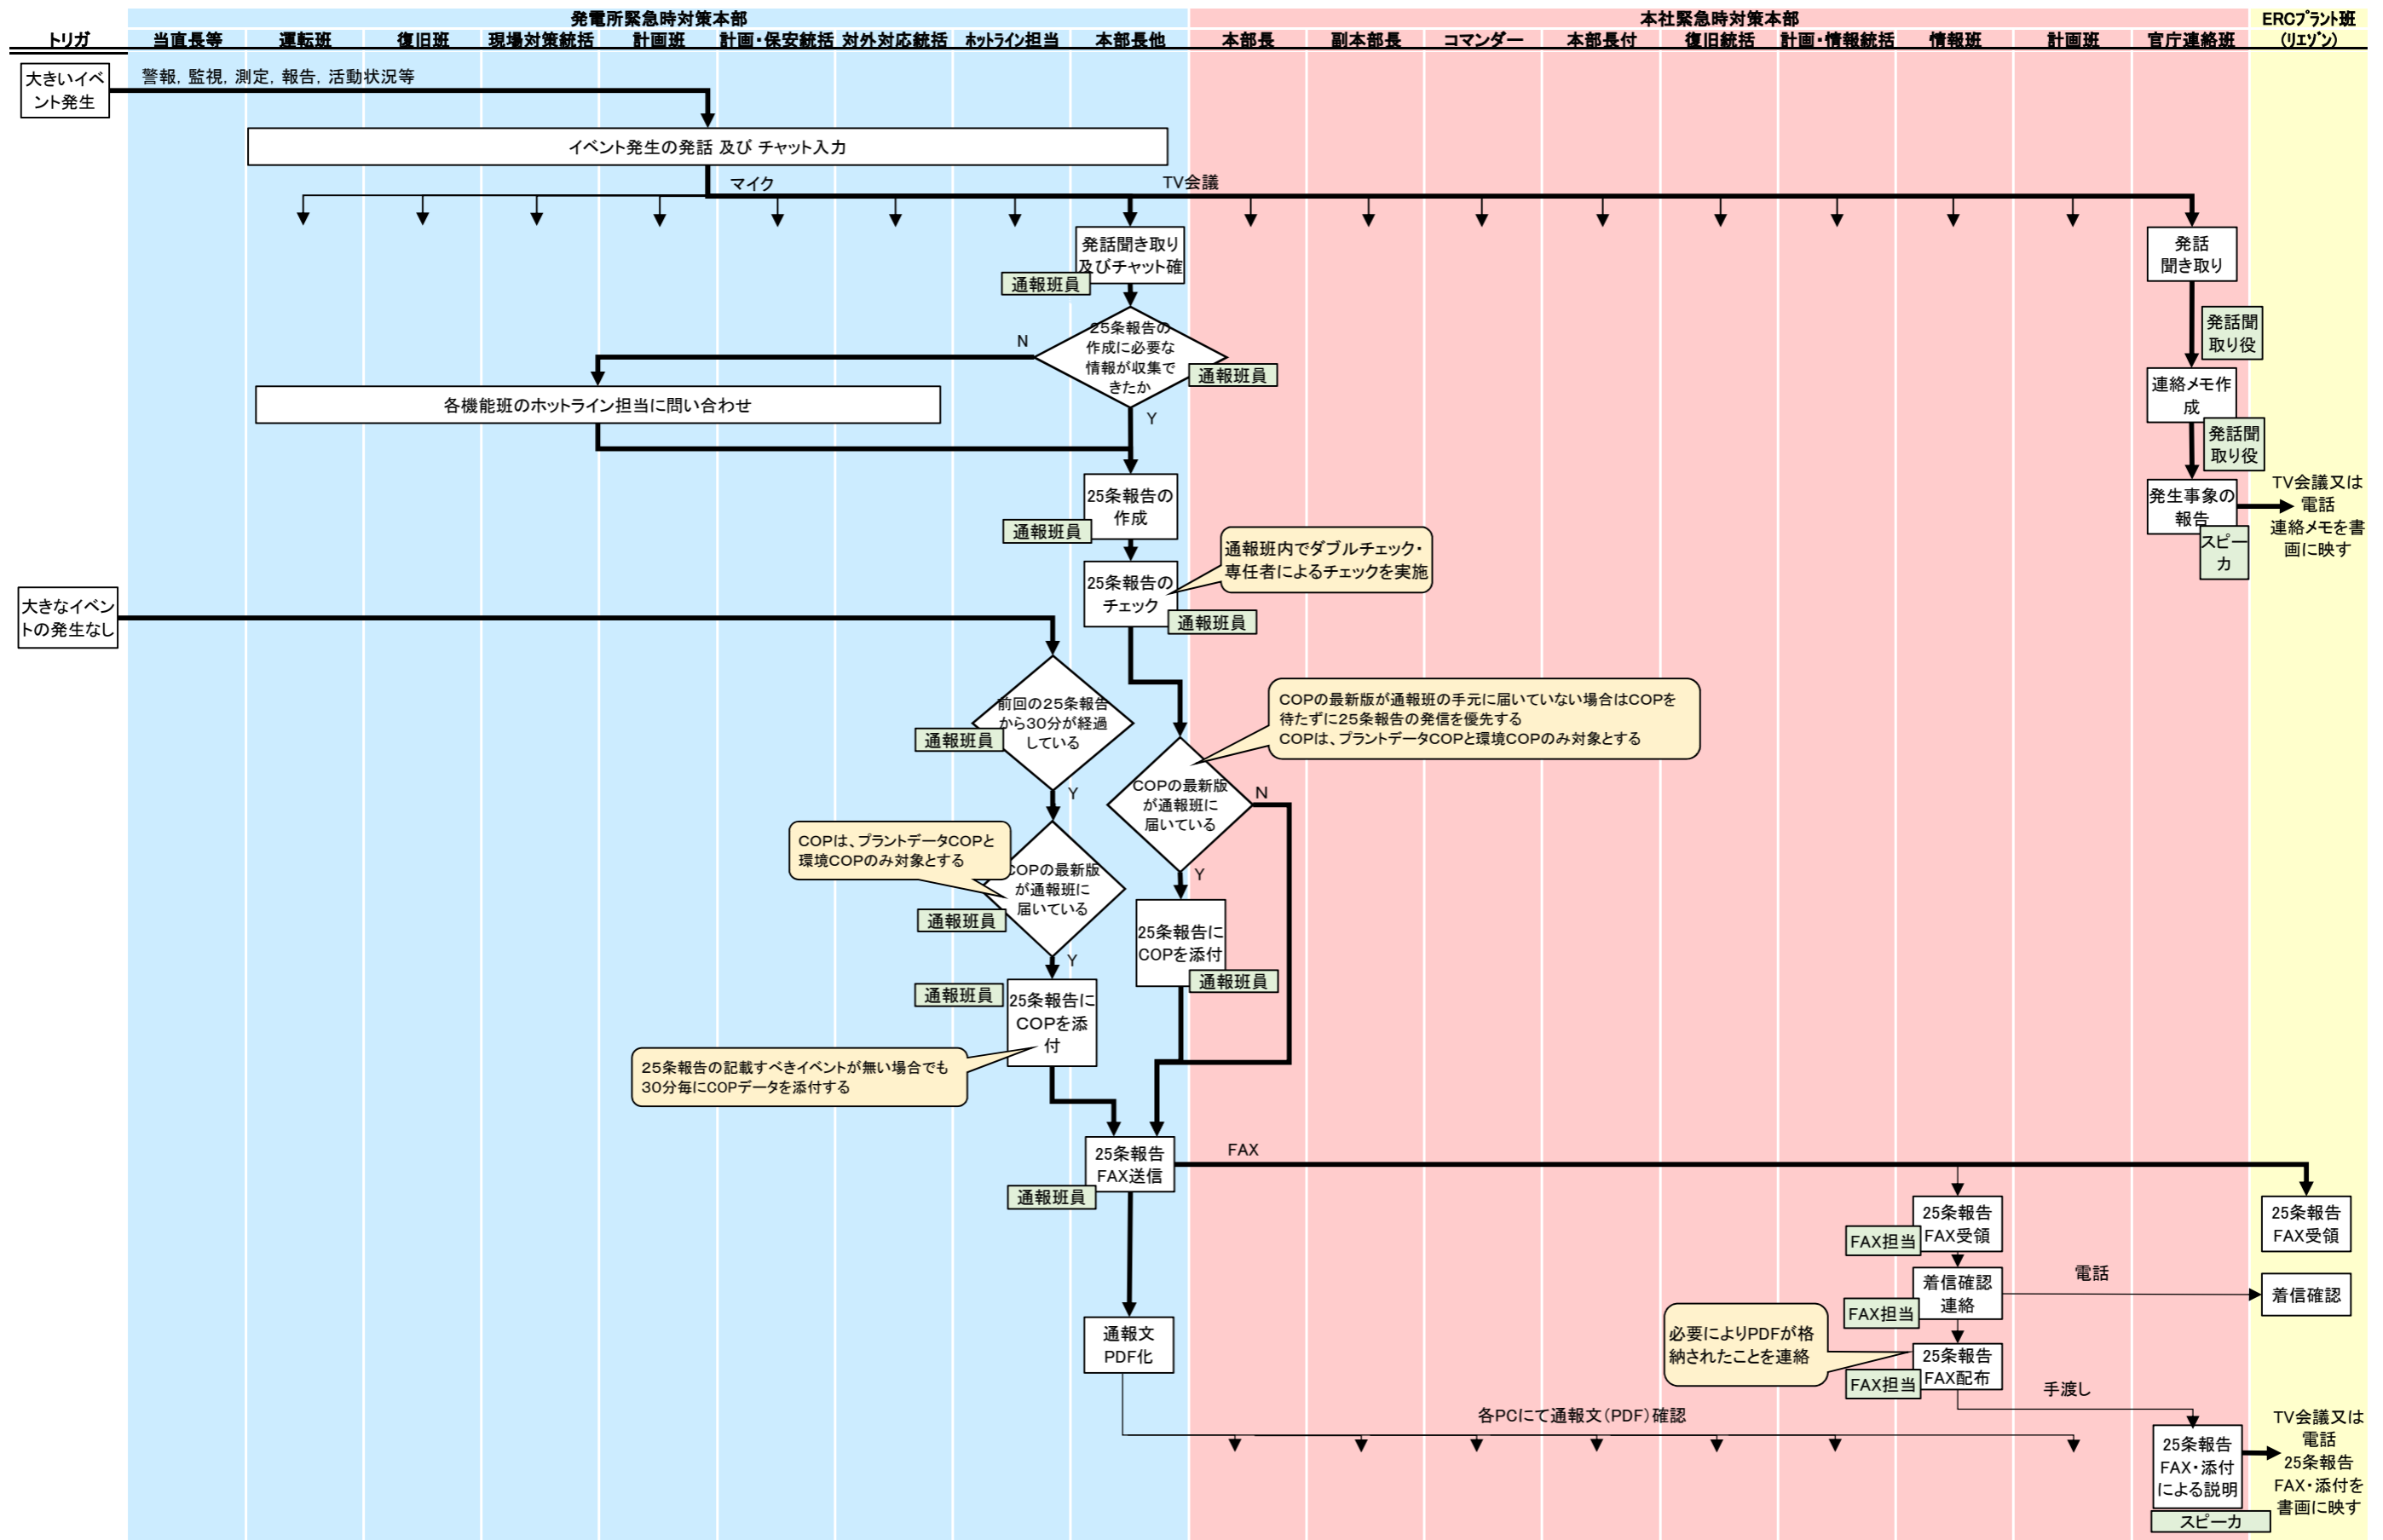 発電所緊急時対策本部
本社緊急時対策本部
ERCプラント班
(リエゾン)
トリガ
当直長等
運転班
復旧班
現場対策統括
計画班
計画・保安統括
対外対応統括
ホットライン担当
本部長他
本部長
副本部長
コマンダー
本部長付
復旧統括
計画・情報統括
情報班
計画班
官庁連絡班
大きいイベ
ント発生
警報, 監視, 測定, 報告, 活動状況等
イベント発生の発話 及び チャット入力
マイク
TV会議
発話聞き取り
及びチャット確
通報班員
発話
聞き取り
発話聞
取り役
25条報告の
作成に必要な
情報が収集で
きたか
N
通報班員
Y
各機能班のホットライン担当に問い合わせ
連絡メモ作
成
発話聞
取り役
25条報告の
作成
通報班員
発生事象の
報告
スピー
カ
TV会議又は
電話
連絡メモを書
画に映す
通報班内でダブルチェック・
専任者によるチェックを実施
25条報告の
チェック
通報班員
大きなイベン
トの発生なし
前回の25条報告
から30分が経過
している
通報班員
Y
COPの最新版が通報班の手元に届いていない場合はCOPを
待たずに25条報告の発信を優先する
COPは、プラントデータCOPと環境COPのみ対象とする
COPの最新版
が通報班に
届いている
N
Y
COPは、プラントデータCOPと
環境COPのみ対象とする
COPの最新版
が通報班に
届いている
通報班員
Y
25条報告に
COPを添付
通報班員
通報班員
25条報告に
COPを添
付
25条報告の記載すべきイベントが無い場合でも
30分毎にCOPデータを添付する
25条報告
FAX送信
通報班員
FAX
25条報告
FAX受領
FAX担当
25条報告
FAX受領
着信確認
連絡
FAX担当
電話
着信確認
通報文
PDF化
必要によりPDFが格
納されたことを連絡
25条報告
FAX配布
FAX担当
手渡し
各PCにて通報文(PDF)確認
25条報告
FAX・添付
による説明
スピーカ
TV会議又は
電話
25条報告
FAX・添付を
書画に映す